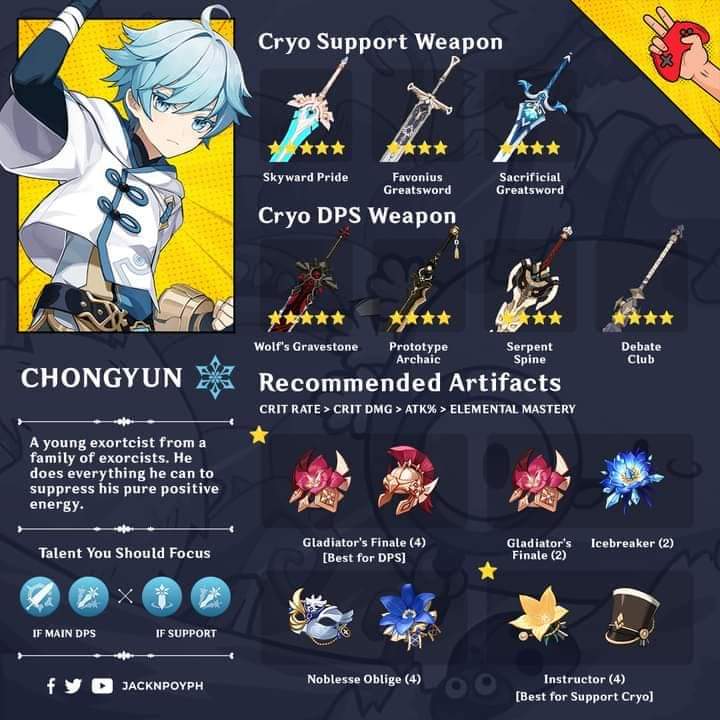 Cryo Support Weapon
Skyward Pride
Favonius
Greatsword
Sacrificial
Greatsword
Cryo DPS Weapon
Wolf's Gravestone
Prototype
Archaic
Serpent
Spine
Debate
Club
CHONGYUN
A young exortcist from a
family of exorcists. He
does everything he can to
suppress his pure positive
energy.
Talent You Should Focus
IF MAIN DPS
IF SUPPORT
JACKNPOYPH
Recommended Artifacts
CRIT RATE > CRIT DMG > ATK% > ELEMENTAL MASTERY
Gladiator's Finale (4)
[Best for DPS]
Gladiator's
Finale (2)
Icebreaker (2)
Noblesse Oblige (4)
Instructor (4)
[Best for Support Cryo]